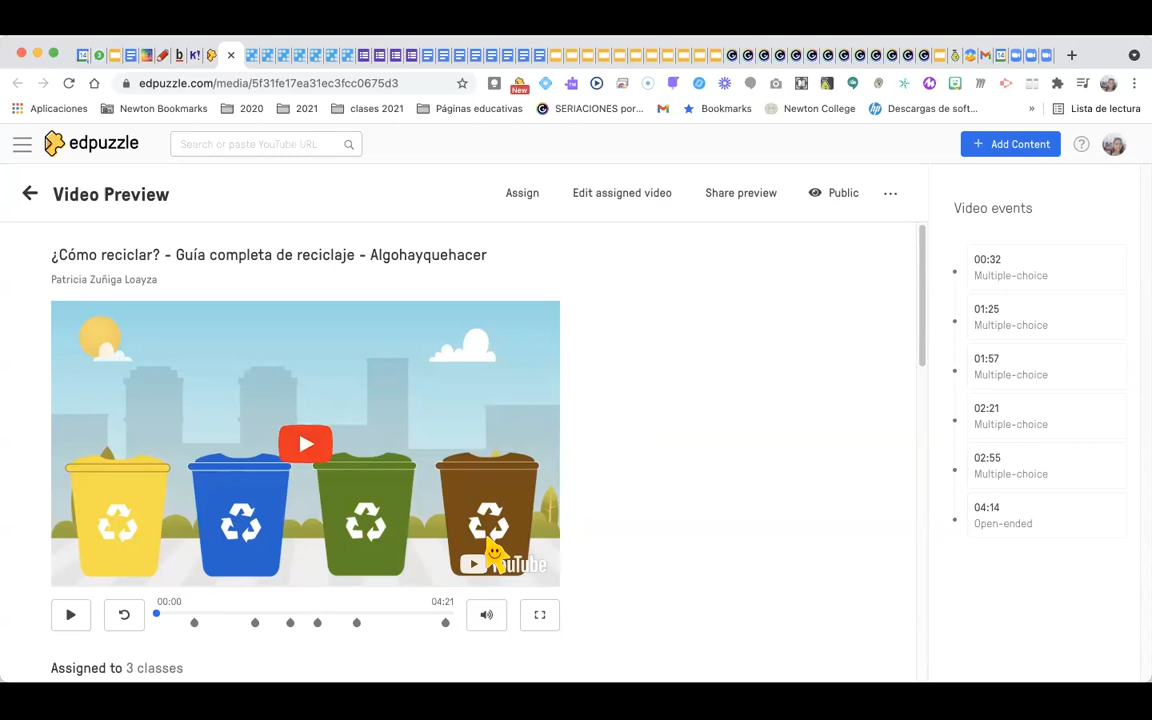 edpuzzle.com/media/5f31fe17ea31ec3fcc0675d3
New
Aplicaciones Newton Bookmarks 2020 2021 clases 2021 Páginas educativas SERIACIONES por... Bookmarks Newton College Descargas de soft... » Lista de lectura
edpuzzle Search or paste YouTube URL + Add Content ?
Video Preview Assign Edit assigned video Share preview Public ...
Video events
¿Cómo reciclar? - Guía completa de reciclaje - Algohayquehacer
Patricia Zuñiga Loayza
00:32
Multiple-choice
01:25
Multiple-choice
01:57
Multiple-choice
02:21
Multiple-choice
02:55
Multiple-choice
04:14
Open-ended
00:00 04:21
Assigned to 3 classes